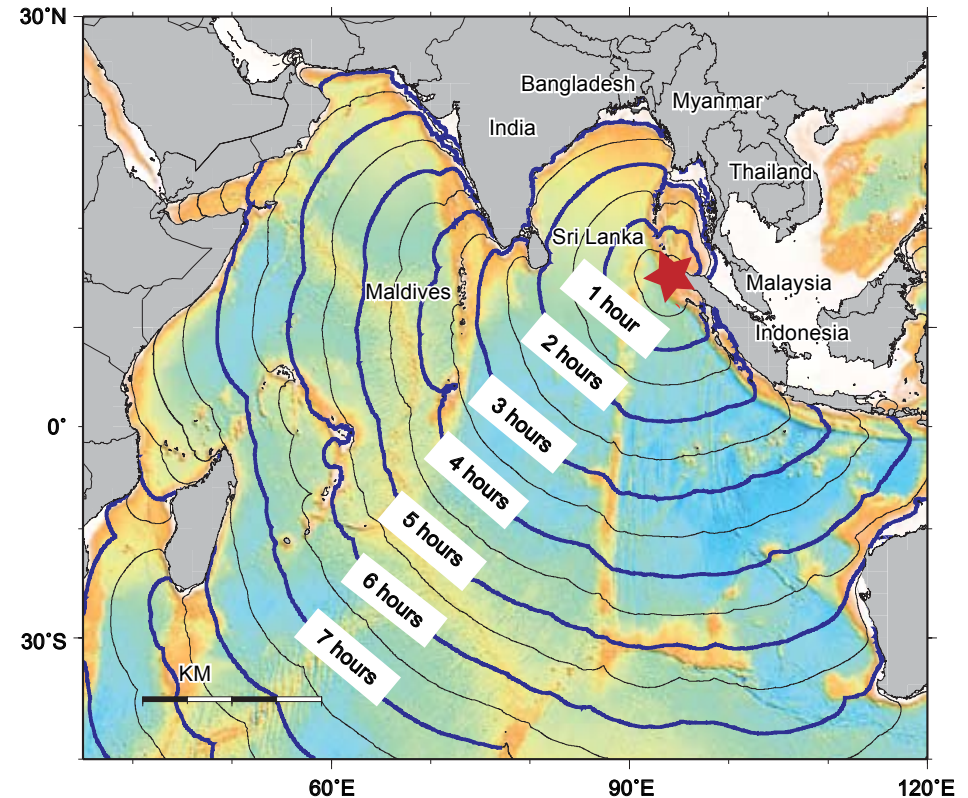 30°N
Bangladesh
Myanmar
India
Thailand
Sri Lanka
Malaysia
Maldives
1 hour
Indonesia
2 hours
3 hours
0°
4 hours
5 hours
6 hours
7 hours
30°S
KM
60°E
90°E
120°E